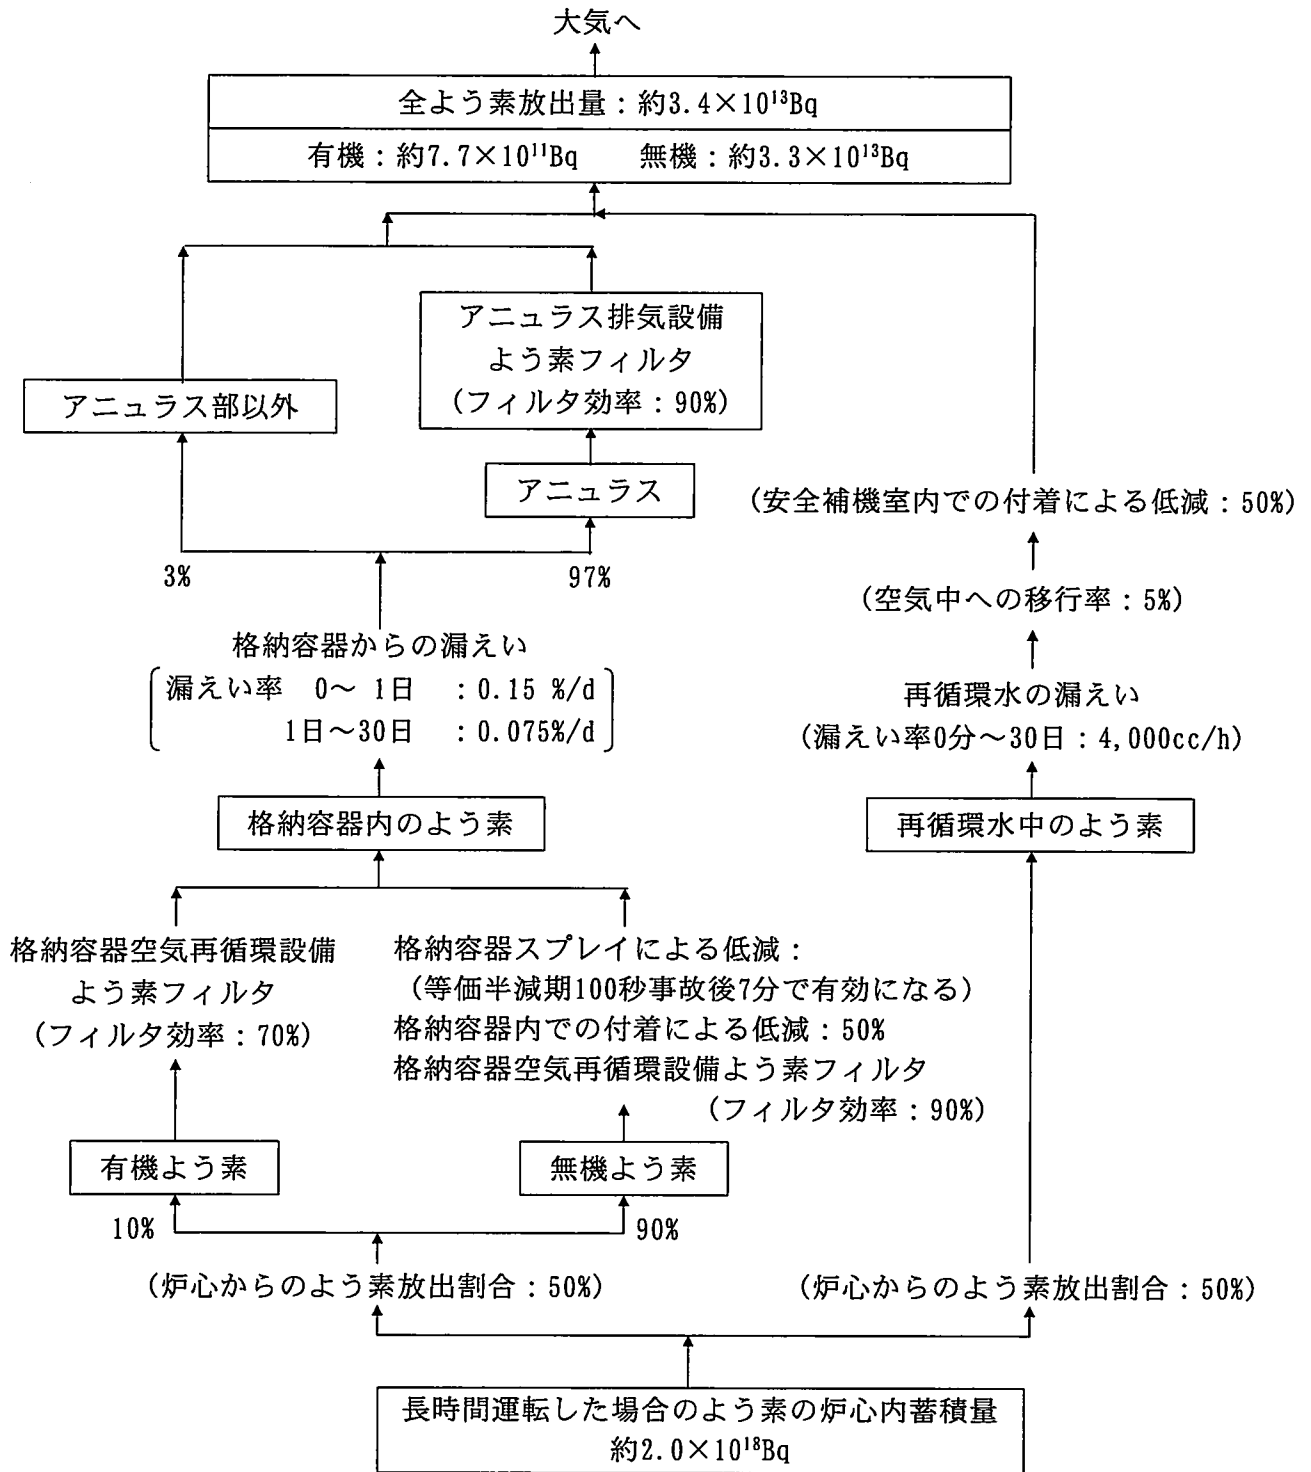 大気へ
全よう素放出量：約3.4×10¹³Bq
有機：約7.7×10¹¹Bq　無機：約3.3×10¹³Bq
アニュラス排気設備
よう素フィルタ
(フィルタ効率：90%)
アニュラス部以外
アニュラス
3%
97%
格納容器からの漏えい
漏えい率　0～ 1日　：0.15 %/d
1日～30日　：0.075%/d
格納容器内のよう素
格納容器空気再循環設備
よう素フィルタ
(フィルタ効率：70%)
格納容器スプレイによる低減：
(等価半減期100秒事故後7分で有効になる)
格納容器内での付着による低減：50%
格納容器空気再循環設備よう素フィルタ
(フィルタ効率：90%)
有機よう素
無機よう素
10%
90%
(炉心からのよう素放出割合：50%)
(安全補機室内での付着による低減：50%)
(空気中への移行率：5%)
再循環水の漏えい
(漏えい率0分～30日：4,000cc/h)
再循環水中のよう素
(炉心からのよう素放出割合：50%)
長時間運転した場合のよう素の炉心内蓄積量
約2.0×10¹⁸Bq